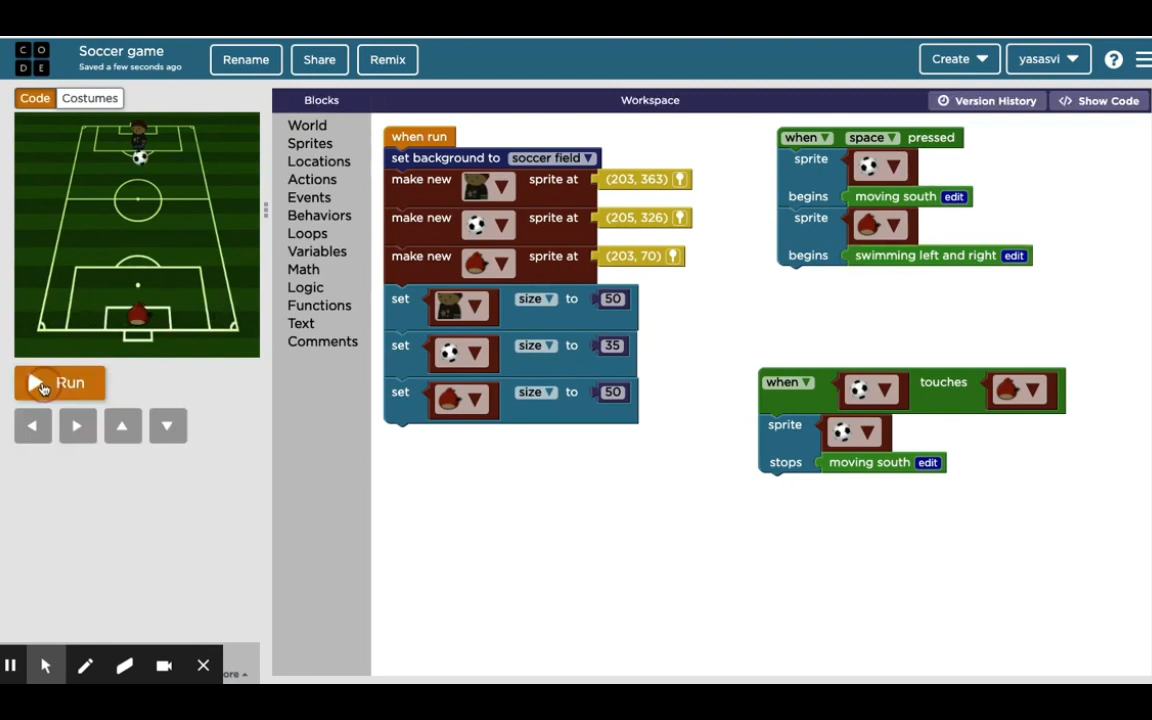 C O
D E
Soccer game
Saved a few seconds ago
Rename
Share
Remix
Create
yasasvi
?
Code
Costumes
Blocks
Workspace
Version History
</> Show Code
World
Sprites
Locations
Actions
Events
Behaviors
Loops
Variables
Math
Logic
Functions
Text
Comments
when run
set background to soccer field
make new sprite at (203, 363)
make new sprite at (205, 326)
make new sprite at (203, 70)
set size to 50
set size to 35
set size to 50
when space pressed
sprite
begins moving south edit
sprite
begins swimming left and right edit
when touches
sprite
stops moving south edit
Run
ore